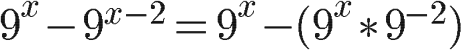 9^x − 9^{x−2} = 9^x − (9^x ∗ 9^{−2})